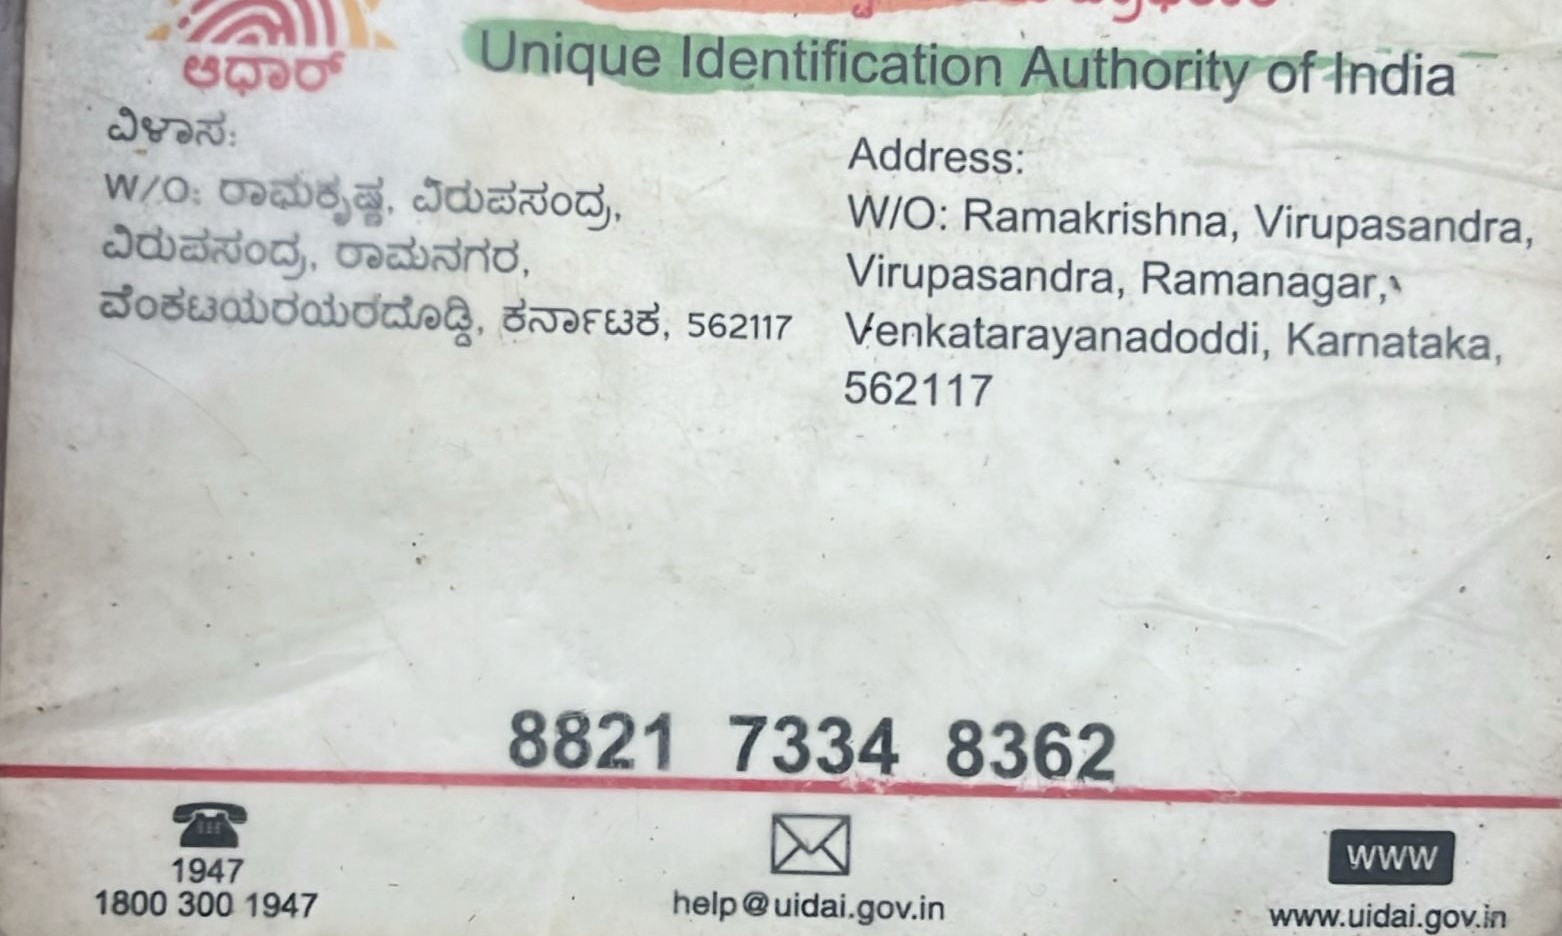 Unique Identification Authority of India
ಆಧಾರ್
ವಿಳಾಸ:
W/O: ರಾಮಕೃಷ್ಣ, ವಿರುಪಸಂದ್ರ,
ವಿರುಪಸಂದ್ರ, ರಾಮನಗರ,
ವೆಂಕಟಯರಯರದೊಡ್ಡಿ, ಕರ್ನಾಟಕ, 562117
Address:
W/O: Ramakrishna, Virupasandra,
Virupasandra, Ramanagar,
Venkatarayanadoddi, Karnataka,
562117
8821 7334 8362
1947
1800 300 1947
help@uidai.gov.in
www
www.uidai.gov.in